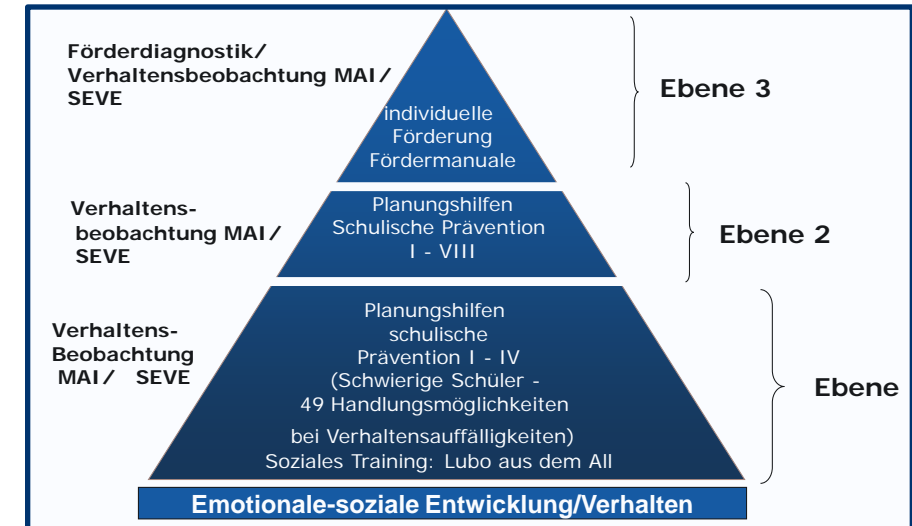 Förderdiagnostik/
Verhaltensbeobachtung MAI/
SEVE
individuelle
Förderung
Fördermanuale
Ebene 3
Verhaltens-
beobachtung MAI/
SEVE
Planungshilfen
Schulische Prävention
I - VIII
Ebene 2
Verhaltens-
Beobachtung
MAI/ SEVE
Planungshilfen
schulische
Prävention I - IV
(Schwierige Schüler -
49 Handlungsmöglichkeiten
bei Verhaltensauffälligkeiten)
Soziales Training: Lubo aus dem All
Ebene
Emotionale-soziale Entwicklung/Verhalten